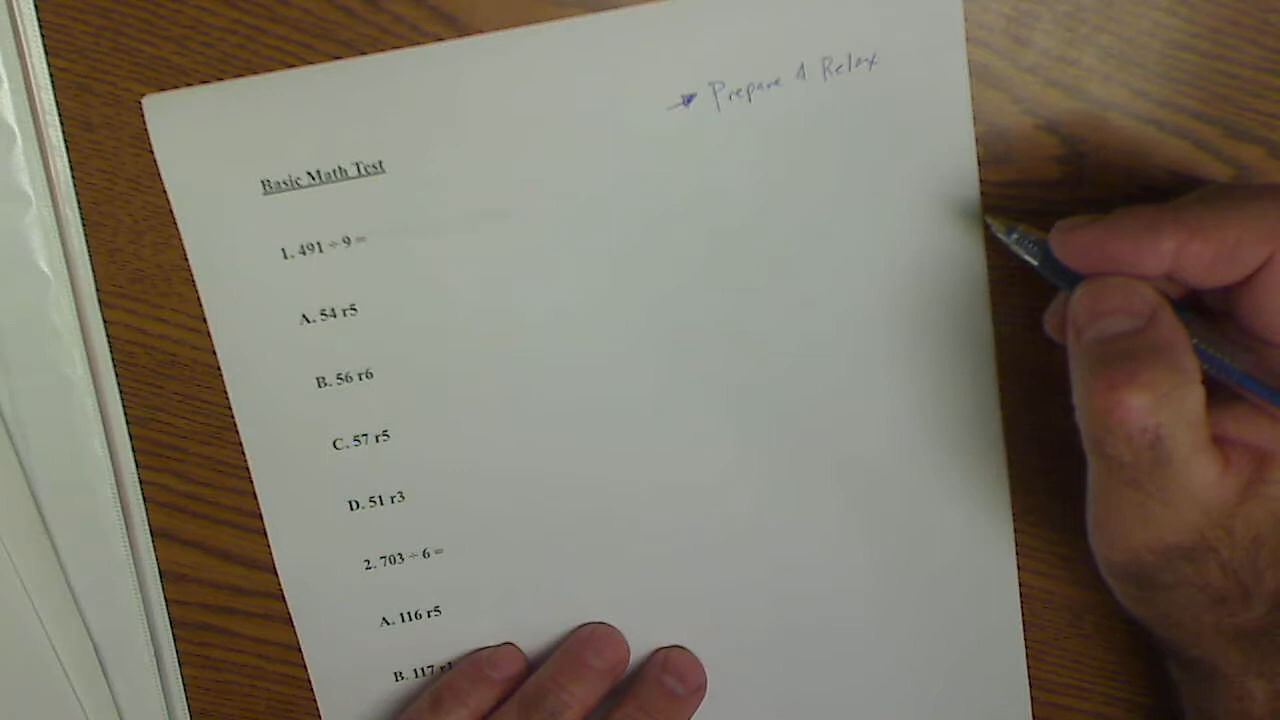 Prepare & Relax
Basic Math Test
1. 491 ÷ 9 =
A. 54 r5
B. 56 r6
C. 57 r5
D. 51 r3
2. 703 ÷ 6 =
A. 116 r5
B. 117